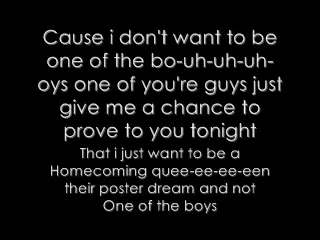 Cause i don't want to be
one of the bo-uh-uh-uh-
oys one of you're guys just
give me a chance to
prove to you tonight
That i just want to be a
Homecoming quee-ee-ee-een
their poster dream and not
One of the boys